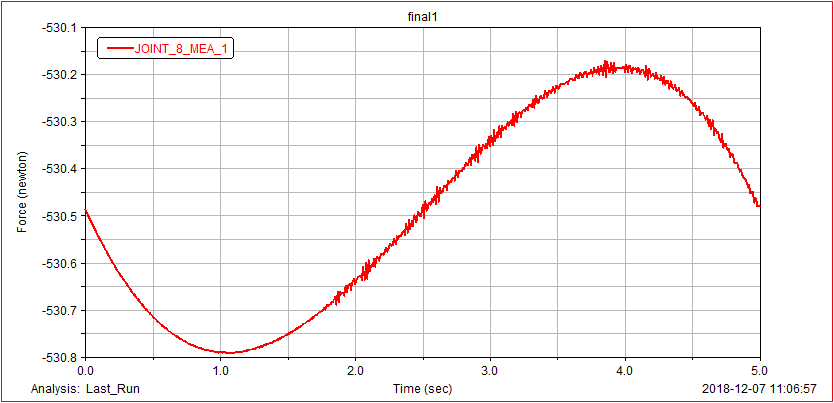 final1
JOINT_8_MEA_1
Force (newton)
-530.1
-530.2
-530.3
-530.4
-530.5
-530.6
-530.7
-530.8
0.0 1.0 2.0 3.0 4.0 5.0
Analysis: Last_Run Time (sec) 2018-12-07 11:06:57